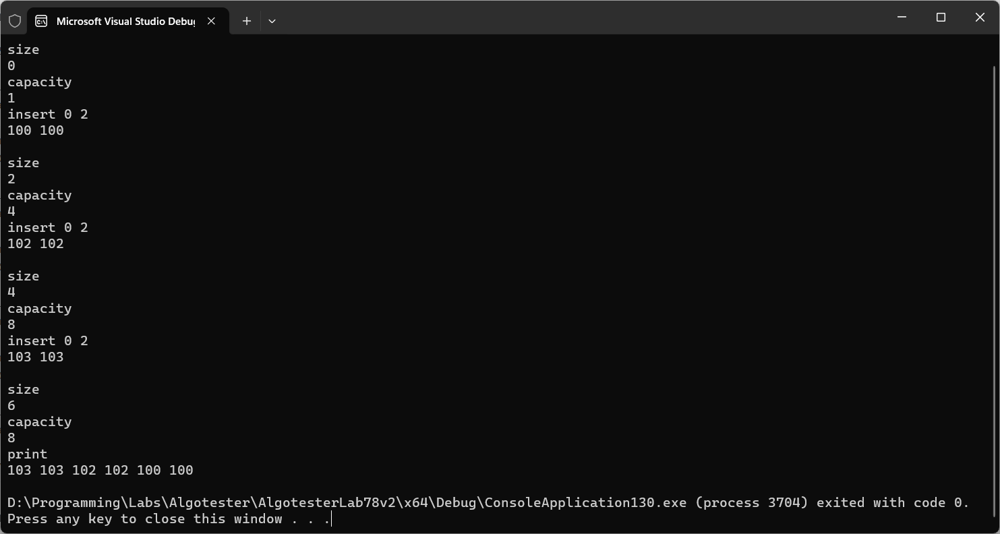 Microsoft Visual Studio Debu
size
0
capacity
1
insert 0 2
100 100
size
2
capacity
4
insert 0 2
102 102
size
4
capacity
8
insert 0 2
103 103
size
6
capacity
8
print
103 103 102 102 100 100
D:\Programming\Labs\Algotester\AlgotesterLab78v2\x64\Debug\ConsoleApplication130.exe (process 3704) exited with code 0.
Press any key to close this window . . .